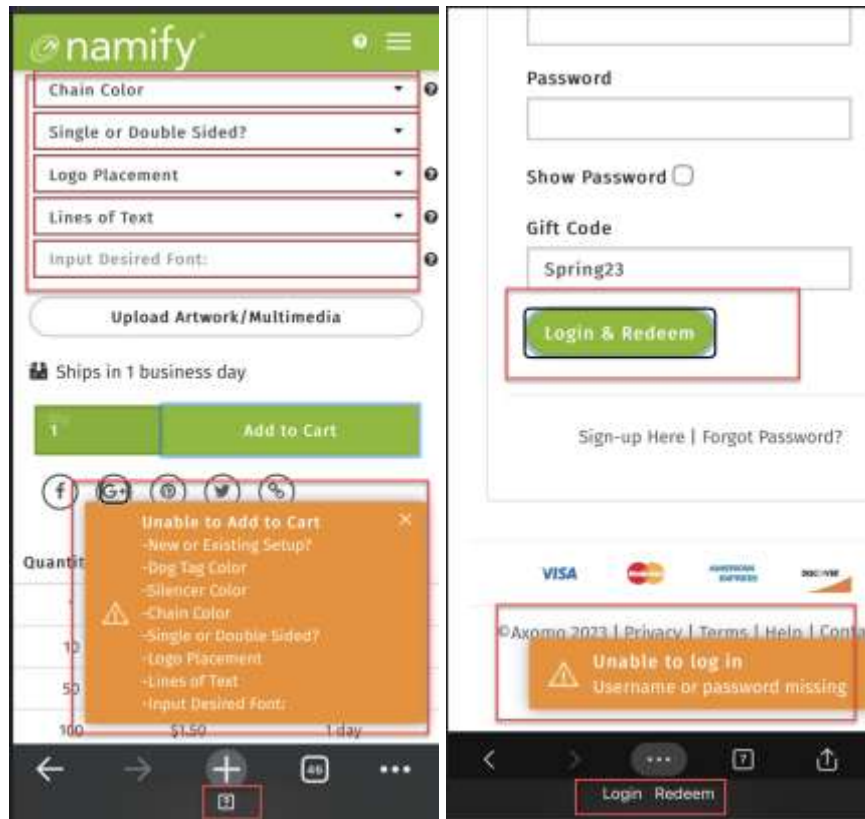 namify
Chain Color
Single or Double Sided?
Logo Placement
Lines of Text
Input Desired Font:
Upload Artwork/Multimedia
Ships in 1 business day
1
Add to Cart
f
G+
Unable to Add to Cart
-New or Existing Setup?
-Dog Tag Color
-Silencer Color
-Chain Color
-Single or Double Sided?
-Logo Placement
-Lines of Text
-Input Desired Font:
Quantit
10
50
100 $1.50 1 day
46
Password
Show Password
Gift Code
Spring23
Login & Redeem
Sign-up Here | Forgot Password?
VISA
AMERICAN
EXPRESS
DISCOVER
©Axomo 2023 | Privacy | Terms | Help | Conta
Unable to log in
Username or password missing
7
Login Redeem